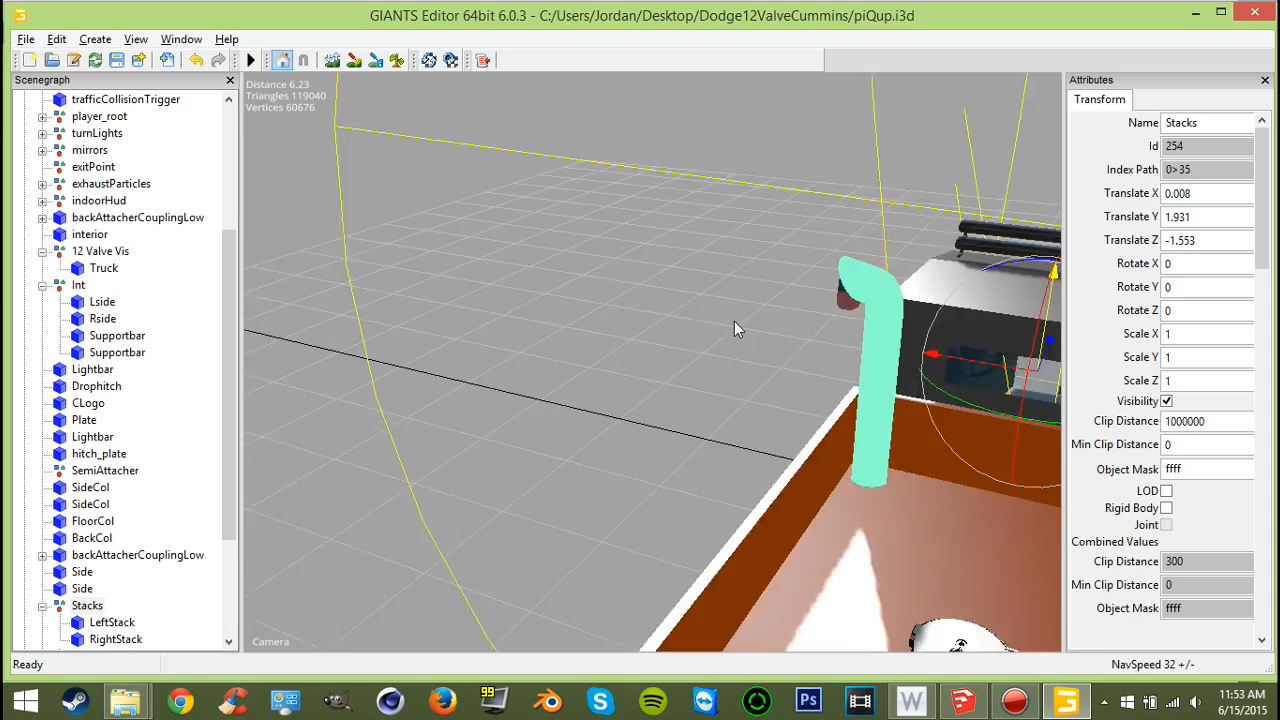 GIANTS Editor 64bit 6.0.3 - C:/Users/Jordan/Desktop/Dodge12ValveCummins/piQup.i3d
File Edit Create View Window Help
Scenegraph
trafficCollisionTrigger
player_root
turnLights
mirrors
exitPoint
exhaustParticles
indoorHud
backAttacherCouplingLow
interior
12 Valve Vis
Truck
Int
Lside
Rside
Supportbar
Supportbar
Lightbar
Drophitch
CLogo
Plate
Lightbar
hitch_plate
SemiAttacher
SideCol
SideCol
FloorCol
BackCol
backAttacherCouplingLow
Side
Side
Stacks
LeftStack
RightStack
Distance 6.23
Triangles 119040
Vertices 60676
Camera
Attributes
Transform
Name Stacks
Id 254
Index Path 0>35
Translate X 0.008
Translate Y 1.931
Translate Z -1.553
Rotate X 0
Rotate Y 0
Rotate Z 0
Scale X 1
Scale Y 1
Scale Z 1
Visibility
Clip Distance 1000000
Min Clip Distance 0
Object Mask ffff
LOD
Rigid Body
Joint
Combined Values
Clip Distance 300
Min Clip Distance 0
Object Mask ffff
Ready
NavSpeed 32 +/-
99
W
Ps
11:53 AM
6/15/2015